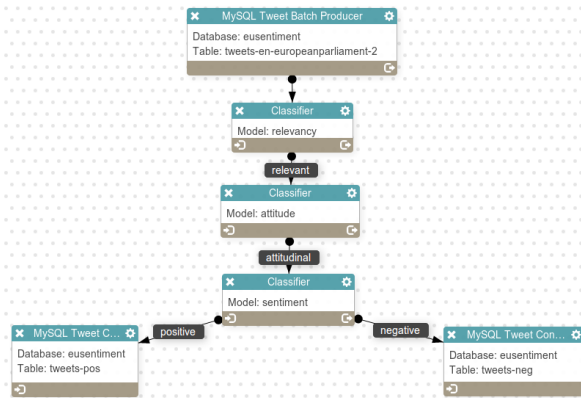 MySQL Tweet Batch Producer
Database: eusentiment
Table: tweets-en-europeanparliament-2
Classifier
Model: relevancy
relevant
Classifier
Model: attitude
attitudinal
Classifier
Model: sentiment
positive
negative
MySQL Tweet C...
Database: eusentiment
Table: tweets-pos
MySQL Tweet Con...
Database: eusentiment
Table: tweets-neg